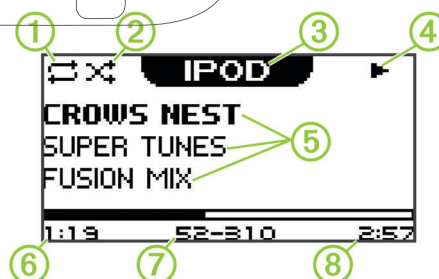 1 2 3 4
IPOD
CROWS NEST
SUPER TUNES
5
FUSION MIX
1:19 52-310 2:57
6 7 8